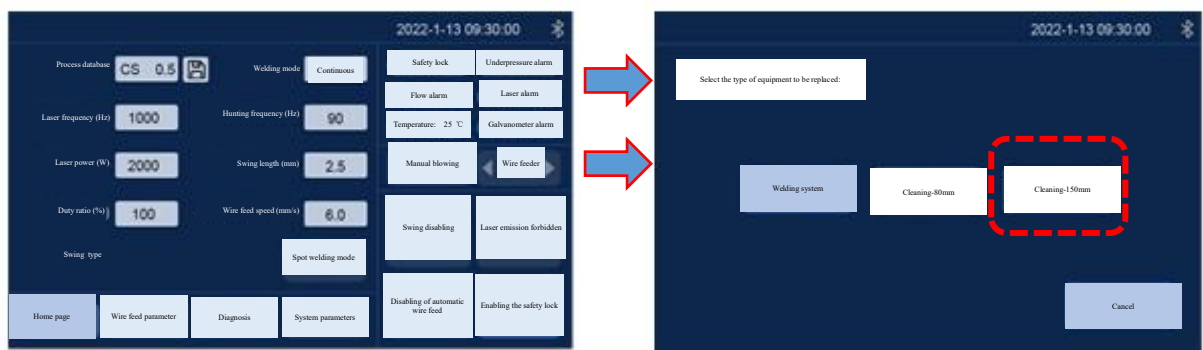 2022-1-13 09:30:00
Process database
CS 0.5
Welding mode
Continuous
Laser frequency (Hz)
1000
Hunting frequency (Hz)
90
Laser power (W)
2000
Swing length (mm)
2.5
Duty ratio (%)
100
Wire feed speed (mm/s)
6.0
Swing type
Spot welding mode
Safety lock
Underpressure alarm
Flow alarm
Laser alarm
Temperature: 25 ℃
Galvanometer alarm
Manual blowing
Wire feeder
Swing disabling
Laser emission forbidden
Disabling of automatic
wire feed
Enabling the safety lock
Home page
Wire feed parameter
Diagnosis
System parameters
2022-1-13 09:30:00
Select the type of equipment to be replaced:
Welding system
Cleaning-80mm
Cleaning-150mm
Cancel